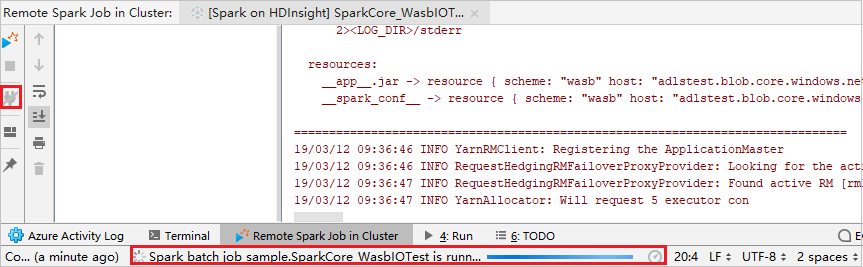 Remote Spark Job in Cluster: [Spark on HDInsight] SparkCore_WasbIOT... ×
2><LOG_DIR>/stderr
resources:
__app__.jar -> resource { scheme: "wasb" host: "adlstest.blob.core.windows.net
__spark_conf__ -> resource { scheme: "wasb" host: "adlstest.blob.core.windows.
===============================================================================
19/03/12 09:36:46 INFO YarnRMClient: Registering the ApplicationMaster
19/03/12 09:36:46 INFO RequestHedgingRMFailoverProxyProvider: Looking for the acti
19/03/12 09:36:47 INFO RequestHedgingRMFailoverProxyProvider: Found active RM [rm
19/03/12 09:36:47 INFO YarnAllocator: Will request 5 executor con
Azure Activity Log Terminal Remote Spark Job in Cluster 4: Run 6: TODO
Co... (a minute ago) Spark batch job sample.SparkCore_WasbIOTest is runn... 20:4 LF UTF-8 2 spaces